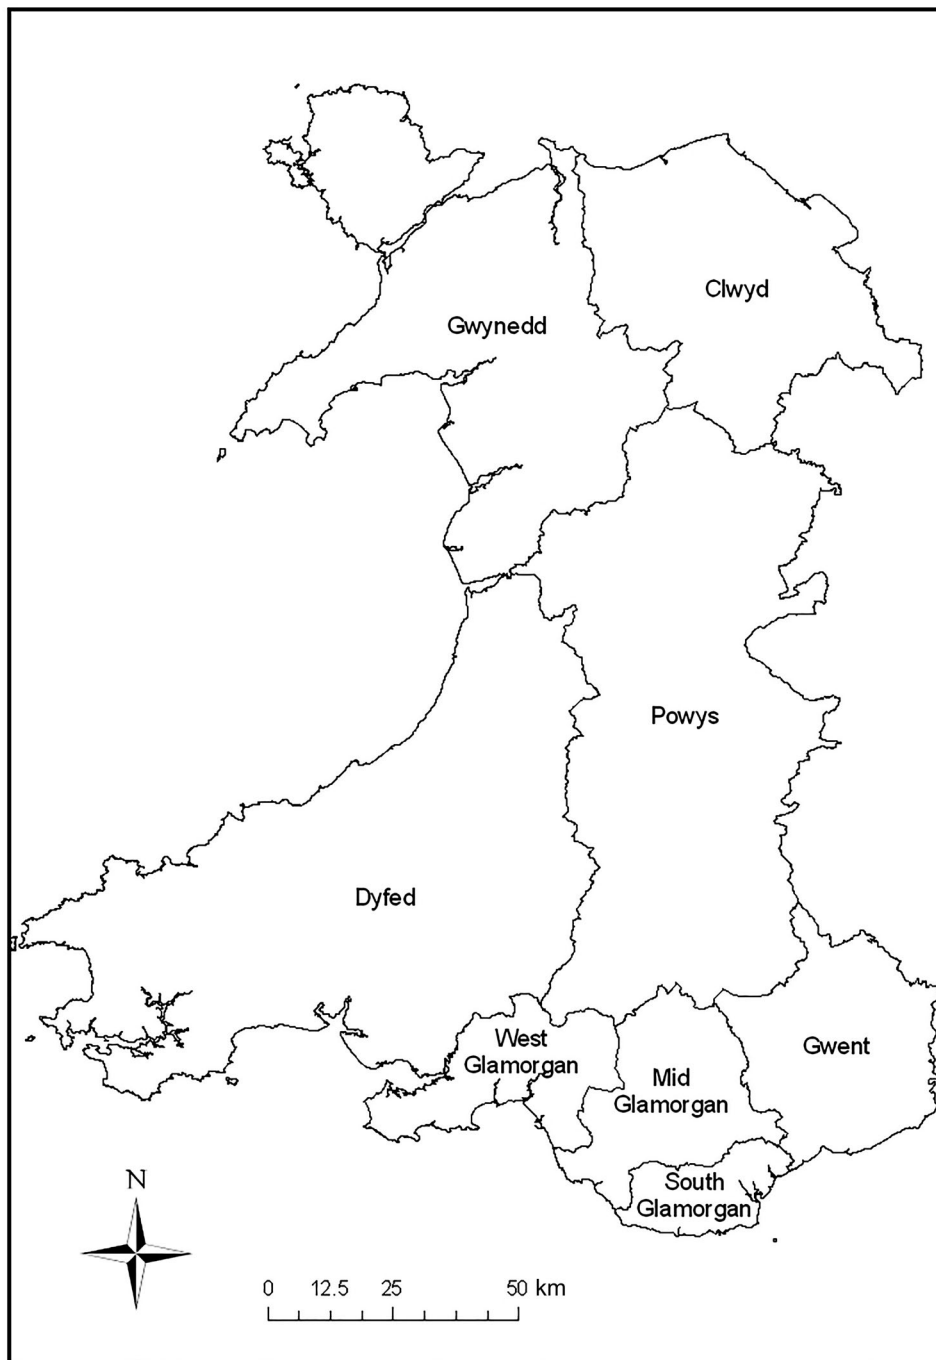 Clwyd
Gwynedd
Powys
Dyfed
West
Glamorgan
Gwent
Mid
Glamorgan
South
Glamorgan
N
0 12.5 25 50 km